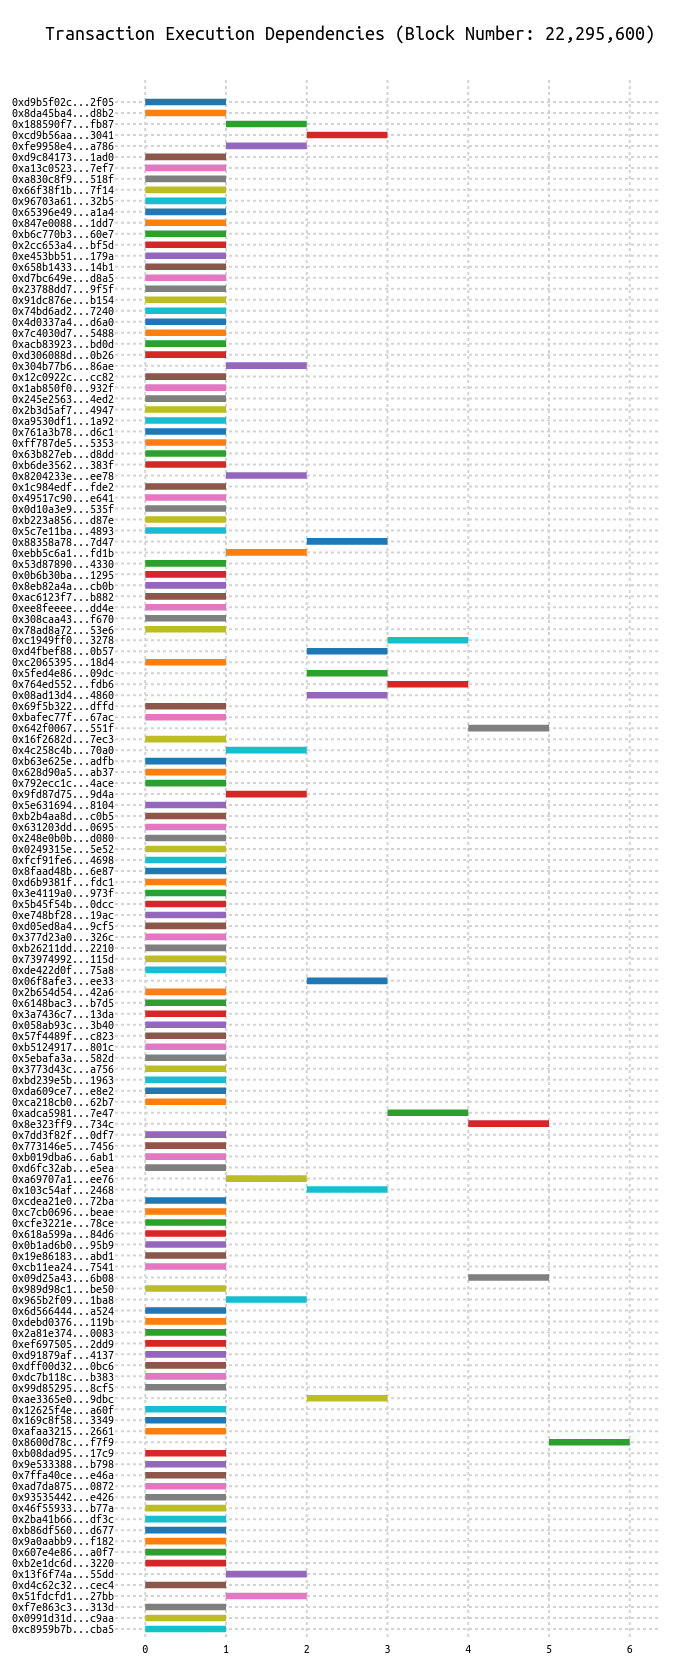 Transaction Execution Dependencies (Block Number: 22,295,600)
0xd9b5f02c...2f05
0x8da45ba4...d8b2
0x188590f7...fb87
0xcd9b56aa...3041
0xfe9958e4...a786
0xd9c84173...1ad0
0xa13c0523...7ef7
0xa830c8f9...518f
0x66f38f1b...7f14
0x96703a61...32b5
0x65396e49...a1a4
0x847e0088...1dd7
0xb6c770b3...60e7
0x2cc653a4...bf5d
0xe453bb51...179a
0x658b1433...14b1
0xd7bc649e...d8a5
0x23788dd7...9f5f
0x91dc876e...b154
0x74bd6ad2...7240
0x4d0337a4...d6a0
0x7c4030d7...5488
0xacb83923...bd0d
0xd306088d...0b26
0x304b77b6...86ae
0x12c0922c...cc82
0x1ab850f0...932f
0x245e2563...4ed2
0x2b3d5af7...4947
0xa9530df1...1a92
0x761a3b78...d6c1
0xff787de5...5353
0x63b827eb...d8dd
0xb6de3562...383f
0x8204233e...ee78
0x1c984edf...fde2
0x49517c90...e641
0x0d10a3e9...535f
0xb223a856...d87e
0x5c7e11ba...4893
0x88358a78...7d47
0xebb5c6a1...fd1b
0x53d87890...4330
0x0b6b30ba...1295
0x8eb82a4a...cb0b
0xac6123f7...b882
0xee8feeee...dd4e
0x308caa43...f670
0x78ad8a72...53e6
0xc1949ff0...3278
0xd4fbef88...0b57
0xc2065395...18d4
0x5fed4e86...09dc
0x764ed552...fdb6
0x08ad13d4...4860
0x69f5b322...dffd
0xbafec77f...67ac
0x642f0067...551f
0x16f2682d...7ec3
0x4c258c4b...70a0
0xb63e625e...adfb
0x628d90a5...ab37
0x792ecc1c...4ace
0x9fd87d75...9d4a
0x5e631694...8104
0xb2b4aa8d...c0b5
0x631203dd...0695
0x248e0b0b...d080
0x0249315e...5e52
0xfcf91fe6...4698
0x8faad48b...6e87
0xd6b9381f...fdc1
0x3e4119a0...973f
0x5b45f54b...0dcc
0xe748bf28...19ac
0xd05ed8a4...9cf5
0x377d23a0...326c
0xb26211dd...2210
0x73974992...115d
0xde422d0f...75a8
0x06f8afe3...ee33
0x2b654d54...42a6
0x6148bac3...b7d5
0x3a7436c7...13da
0x058ab93c...3b40
0x57f4489f...c823
0xb5124917...801c
0x5ebafa3a...582d
0x3773d43c...a756
0xbd239e5b...1963
0xda609ce7...e8e2
0xca218cb0...62b7
0xadca5981...7e47
0x8e323ff9...734c
0x7dd3f82f...0df7
0x773146e5...7456
0xb019dba6...6ab1
0xd6fc32ab...e5ea
0xa69707a1...ee76
0x103c54af...2468
0xcdea21e0...72ba
0xc7cb0696...beae
0xcfe3221e...78ce
0x618a599a...84d6
0x0b1ad6b0...95b9
0x19e86183...abd1
0xcb11ea24...7541
0x09d25a43...6b08
0x989d98c1...be50
0x965b2f09...1ba8
0x6d566444...a524
0xdebd0376...119b
0x2a81e374...0083
0xef697505...2dd9
0xd91879af...4137
0xdff00d32...0bc6
0xdc7b118c...b383
0x99d85295...8cf5
0xae3365e0...9dbc
0x12625f4e...a60f
0x169c8f58...3349
0xafaa3215...2661
0x8600d78c...f7f9
0xb08dad95...17c9
0x9e533388...b798
0x7ffa40ce...e46a
0xad7da875...0872
0x93535442...e426
0x46f55933...b77a
0x2ba41b66...df3c
0xb86df560...d677
0x9a0aabb9...f182
0x607e4e86...a0f7
0xb2e1dc6d...3220
0x13f6f74a...55dd
0xd4c62c32...cec4
0x51fdcfd1...27bb
0xf7e863c3...313d
0x0991d31d...c9aa
0xc8959b7b...cba5
0 1 2 3 4 5 6